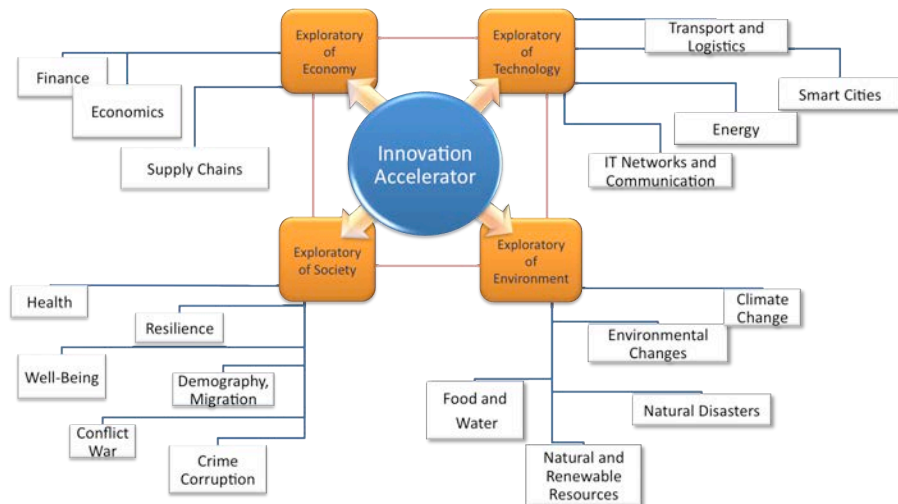 Exploratory
of
Economy
Exploratory
of
Technology
Transport and
Logistics
Finance
Economics
Smart Cities
Supply Chains
Energy
IT Networks and
Communication
Innovation
Accelerator
Exploratory
of Society
Exploratory
of
Environment
Health
Resilience
Well-Being
Demography,
Migration
Conflict
War
Crime
Corruption
Climate
Change
Environmental
Changes
Food and
Water
Natural Disasters
Natural and
Renewable
Resources